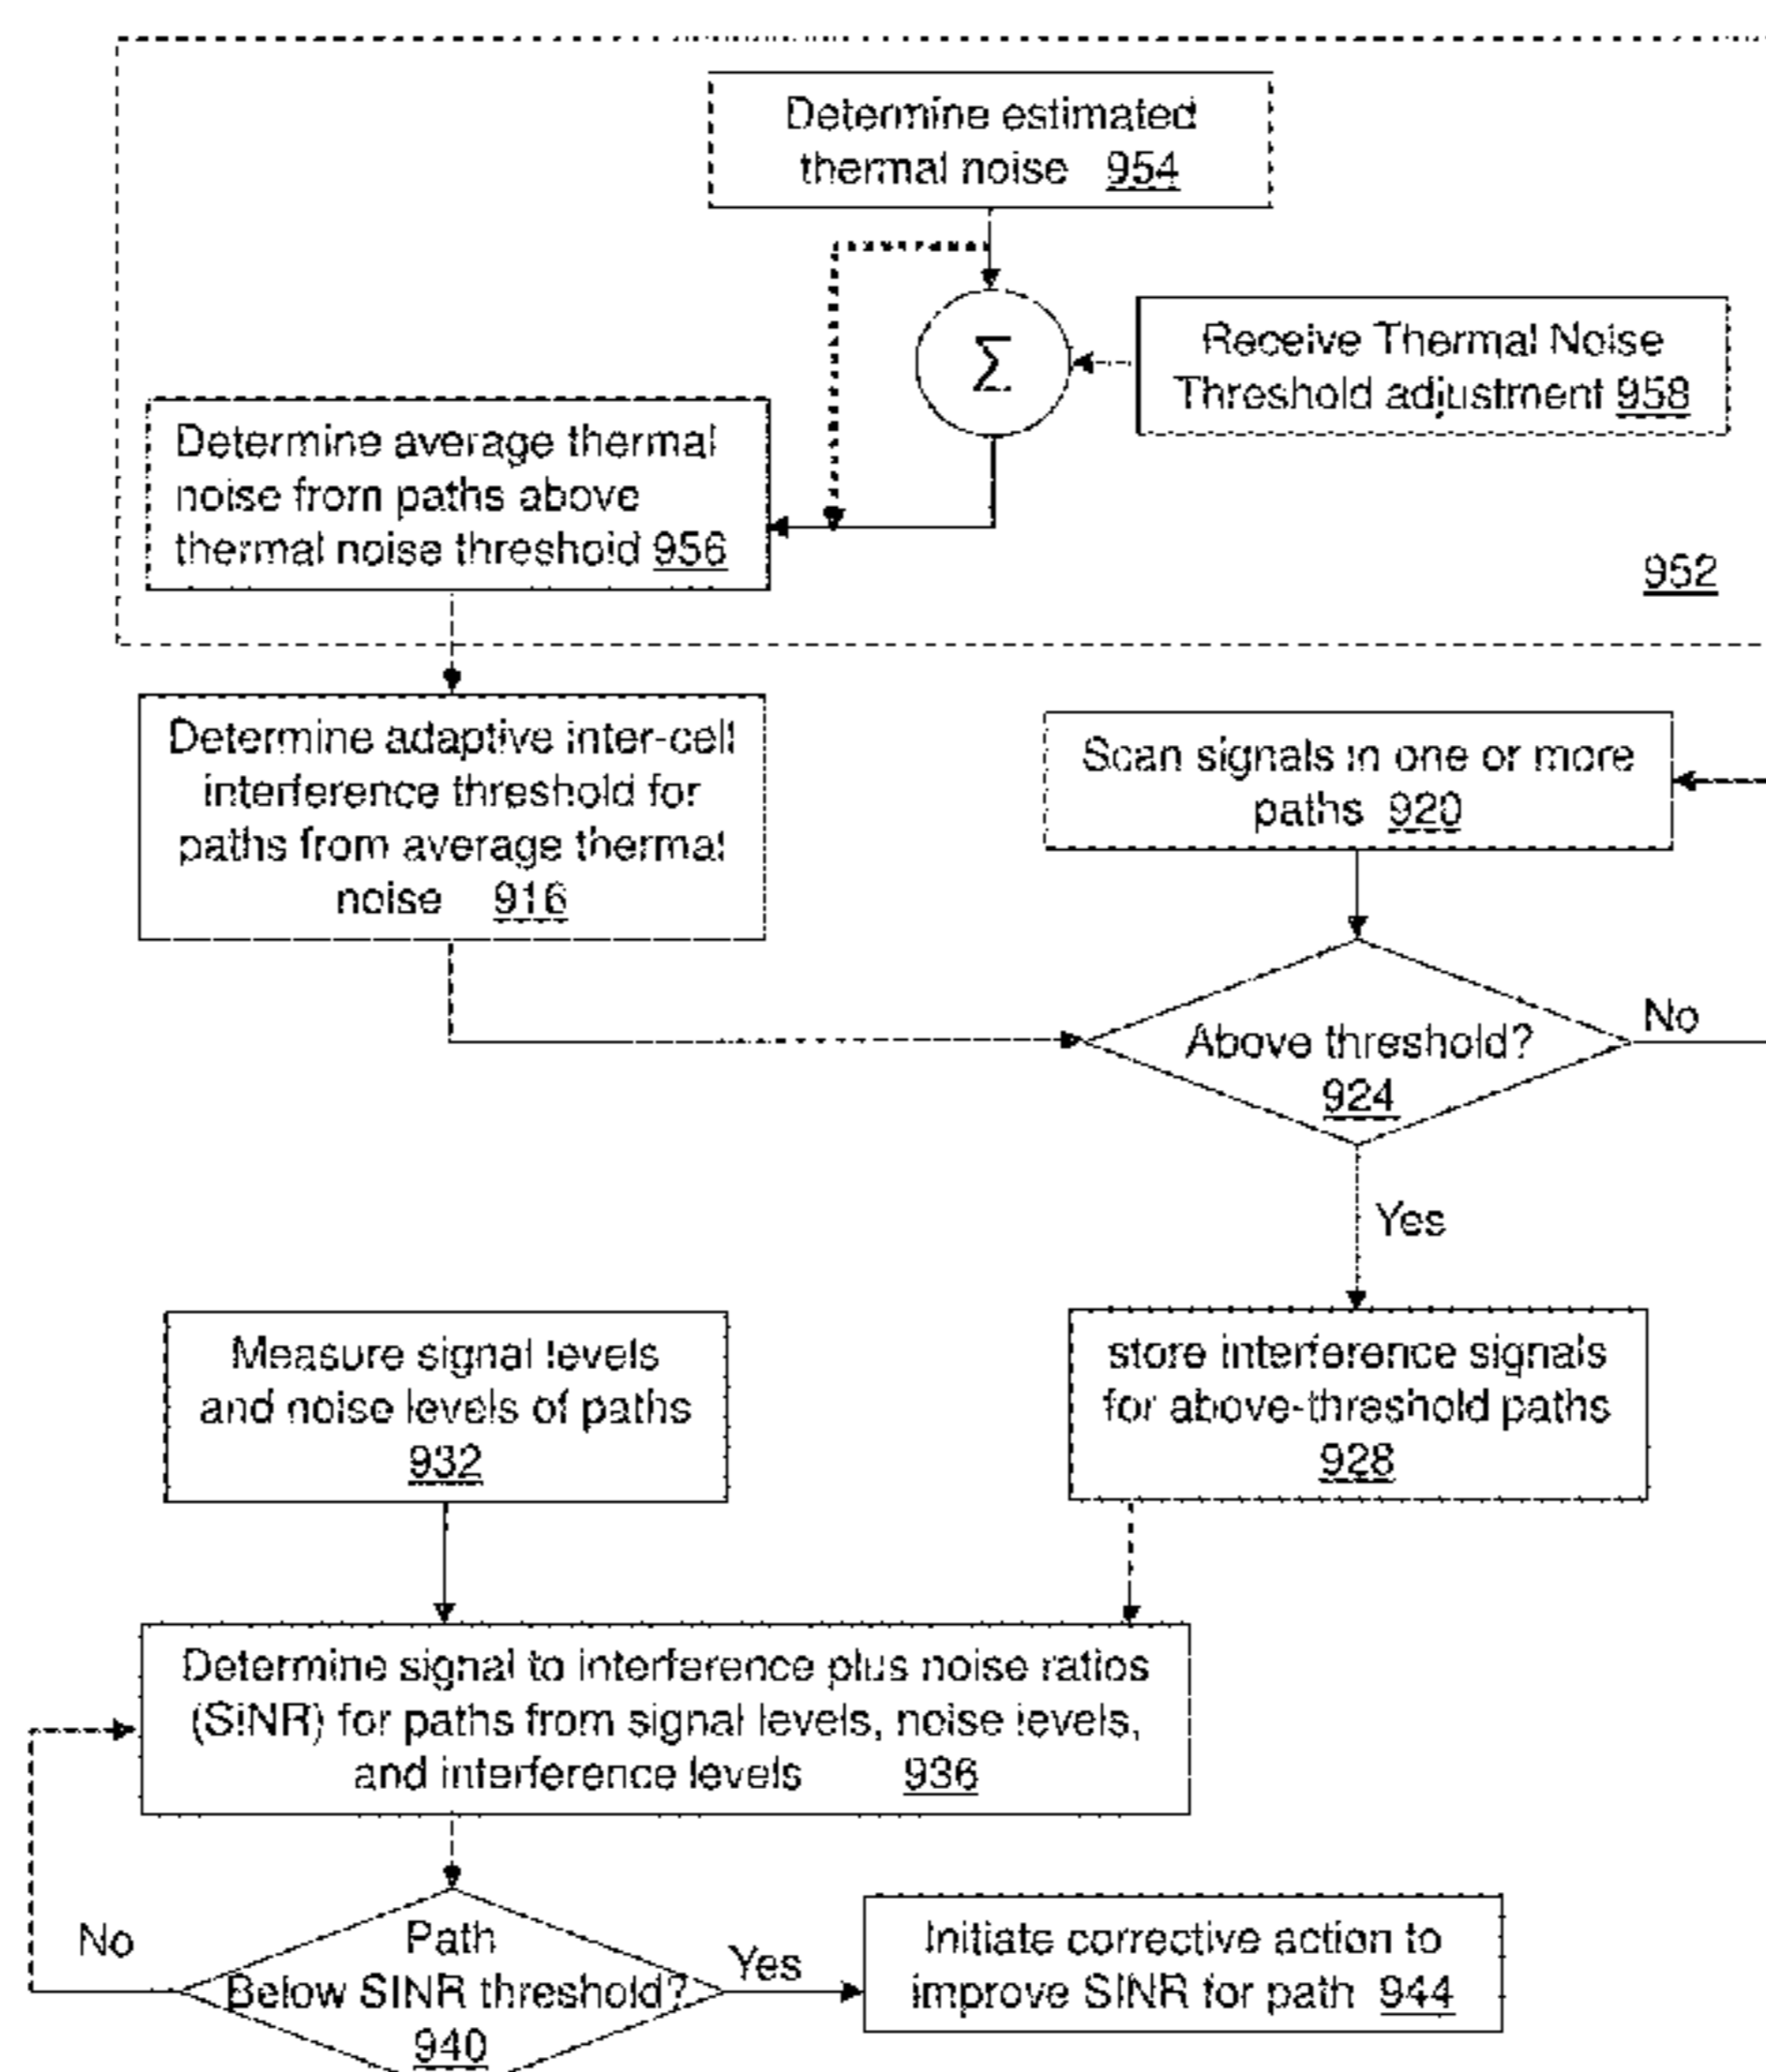 Determine estimated
thermal noise 954
Σ
Receive Thermal Noise
Threshold adjustment 958
Determine average thermal
noise from paths above
thermal noise threshold 956
952
Determine adaptive inter-cell
interference threshold for
paths from average thermal
noise 916
Scan signals in one or more
paths 920
Above threshold?
924
No
Yes
Measure signal levels
and noise levels of paths
932
store interference signals
for above-threshold paths
928
Determine signal to interference plus noise ratios
(SINR) for paths from signal levels, noise levels,
and interference levels 936
No
Path
Below SINR threshold?
940
Yes
Initiate corrective action to
improve SINR for path 944